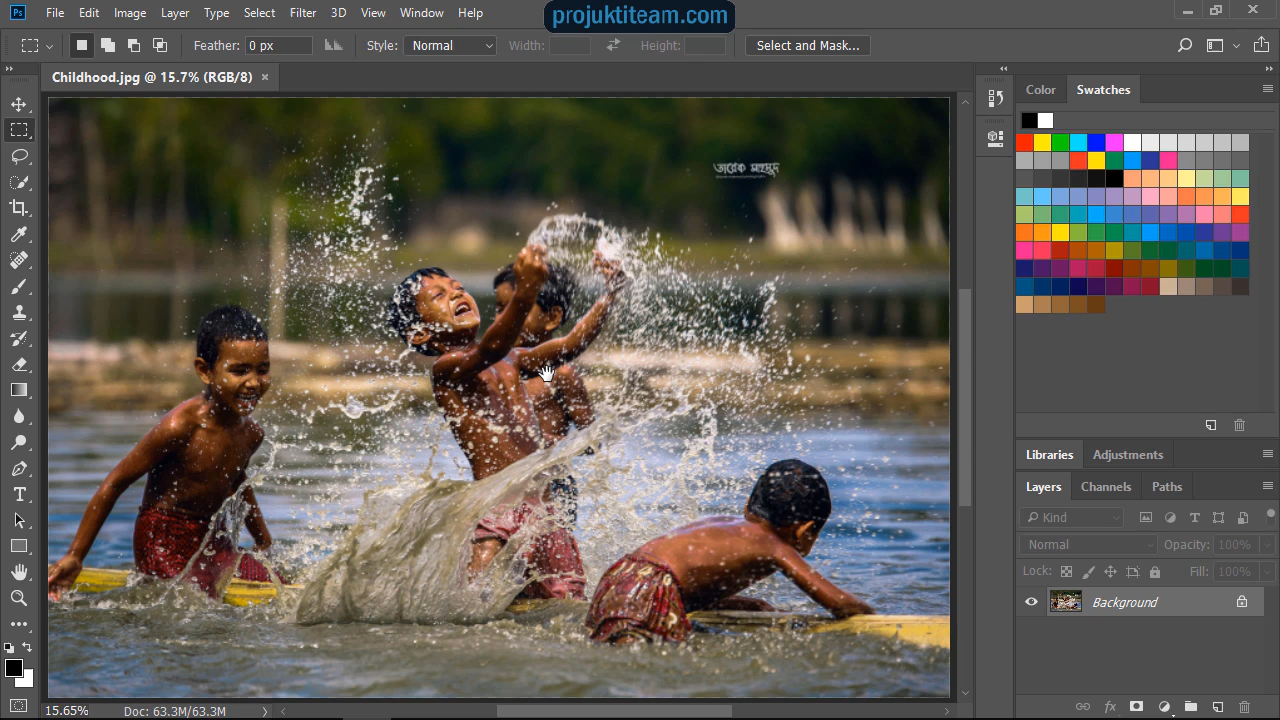 Ps File Edit Image Layer Type Select Filter 3D View Window Help
projuktiteam.com
Feather: 0 px Style: Normal Width: Height: Select and Mask...
Childhood.jpg @ 15.7% (RGB/8) ×
Color Swatches
তারেক মাহমুদ
Libraries Adjustments
Layers Channels Paths
Kind
Normal Opacity: 100%
Lock: Fill: 100%
Background
15.65% Doc: 63.3M/63.3M